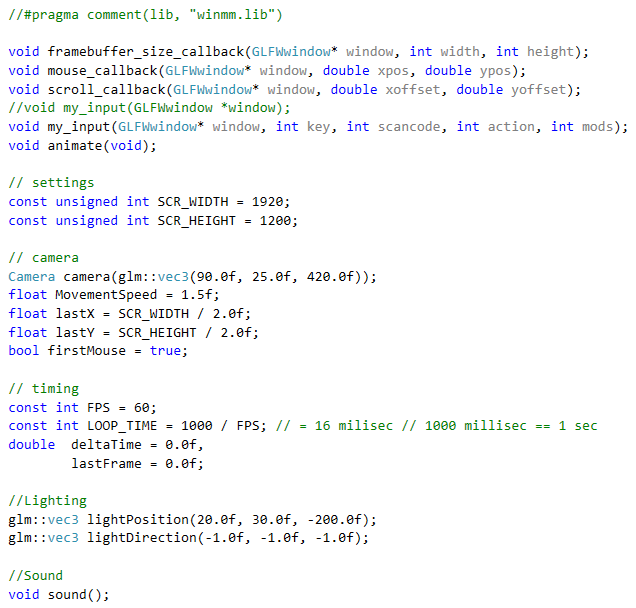 //#pragma comment(lib, "winmm.lib")
void framebuffer_size_callback(GLFWwindow* window, int width, int height);
void mouse_callback(GLFWwindow* window, double xpos, double ypos);
void scroll_callback(GLFWwindow* window, double xoffset, double yoffset);
//void my_input(GLFWwindow *window);
void my_input(GLFWwindow* window, int key, int scancode, int action, int mods);
void animate(void);
// settings
const unsigned int SCR_WIDTH = 1920;
const unsigned int SCR_HEIGHT = 1200;
// camera
Camera camera(glm::vec3(90.0f, 25.0f, 420.0f));
float MovementSpeed = 1.5f;
float lastX = SCR_WIDTH / 2.0f;
float lastY = SCR_HEIGHT / 2.0f;
bool firstMouse = true;
// timing
const int FPS = 60;
const int LOOP_TIME = 1000 / FPS; // = 16 milisec // 1000 millisec == 1 sec
double  deltaTime = 0.0f,
        lastFrame = 0.0f;
//Lighting
glm::vec3 lightPosition(20.0f, 30.0f, -200.0f);
glm::vec3 lightDirection(-1.0f, -1.0f, -1.0f);
//Sound
void sound();